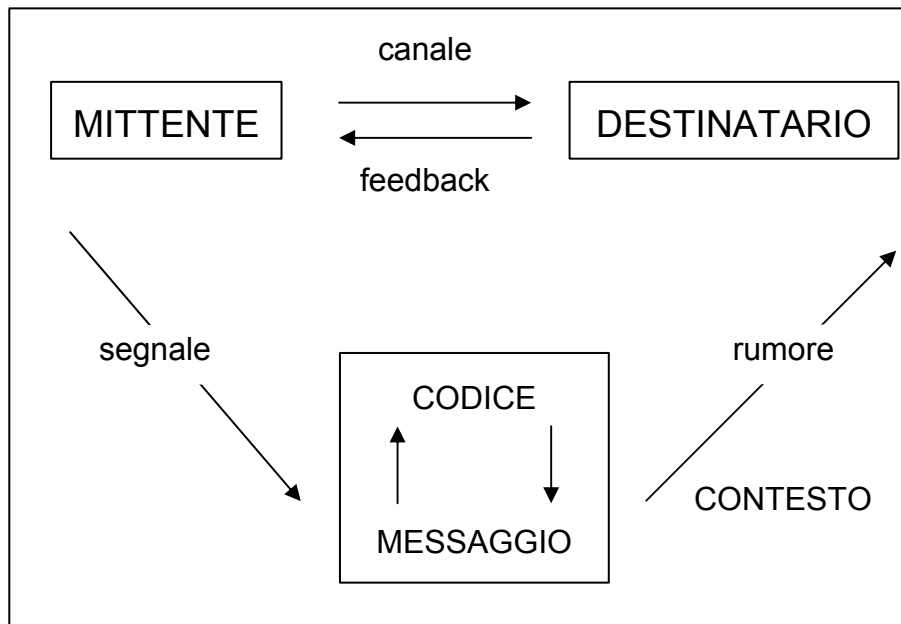 canale
MITTENTE DESTINATARIO
feedback
segnale rumore
CODICE
CONTESTO
MESSAGGIO